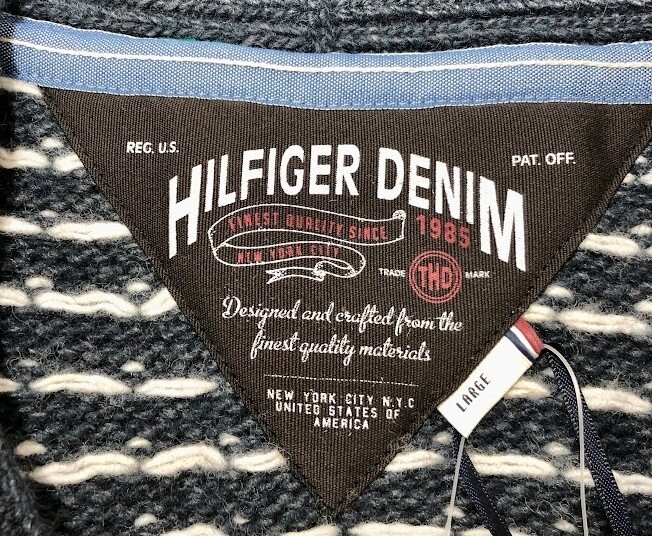 REG. U.S.
PAT. OFF.
HILFIGER DENIM
FINEST QUALITY SINCE 1985
NEW YORK CITY
TRADE THD MARK
Designed and crafted from the
finest quality materials
NEW YORK CITY N.Y.C
UNITED STATES OF
AMERICA
LARGE